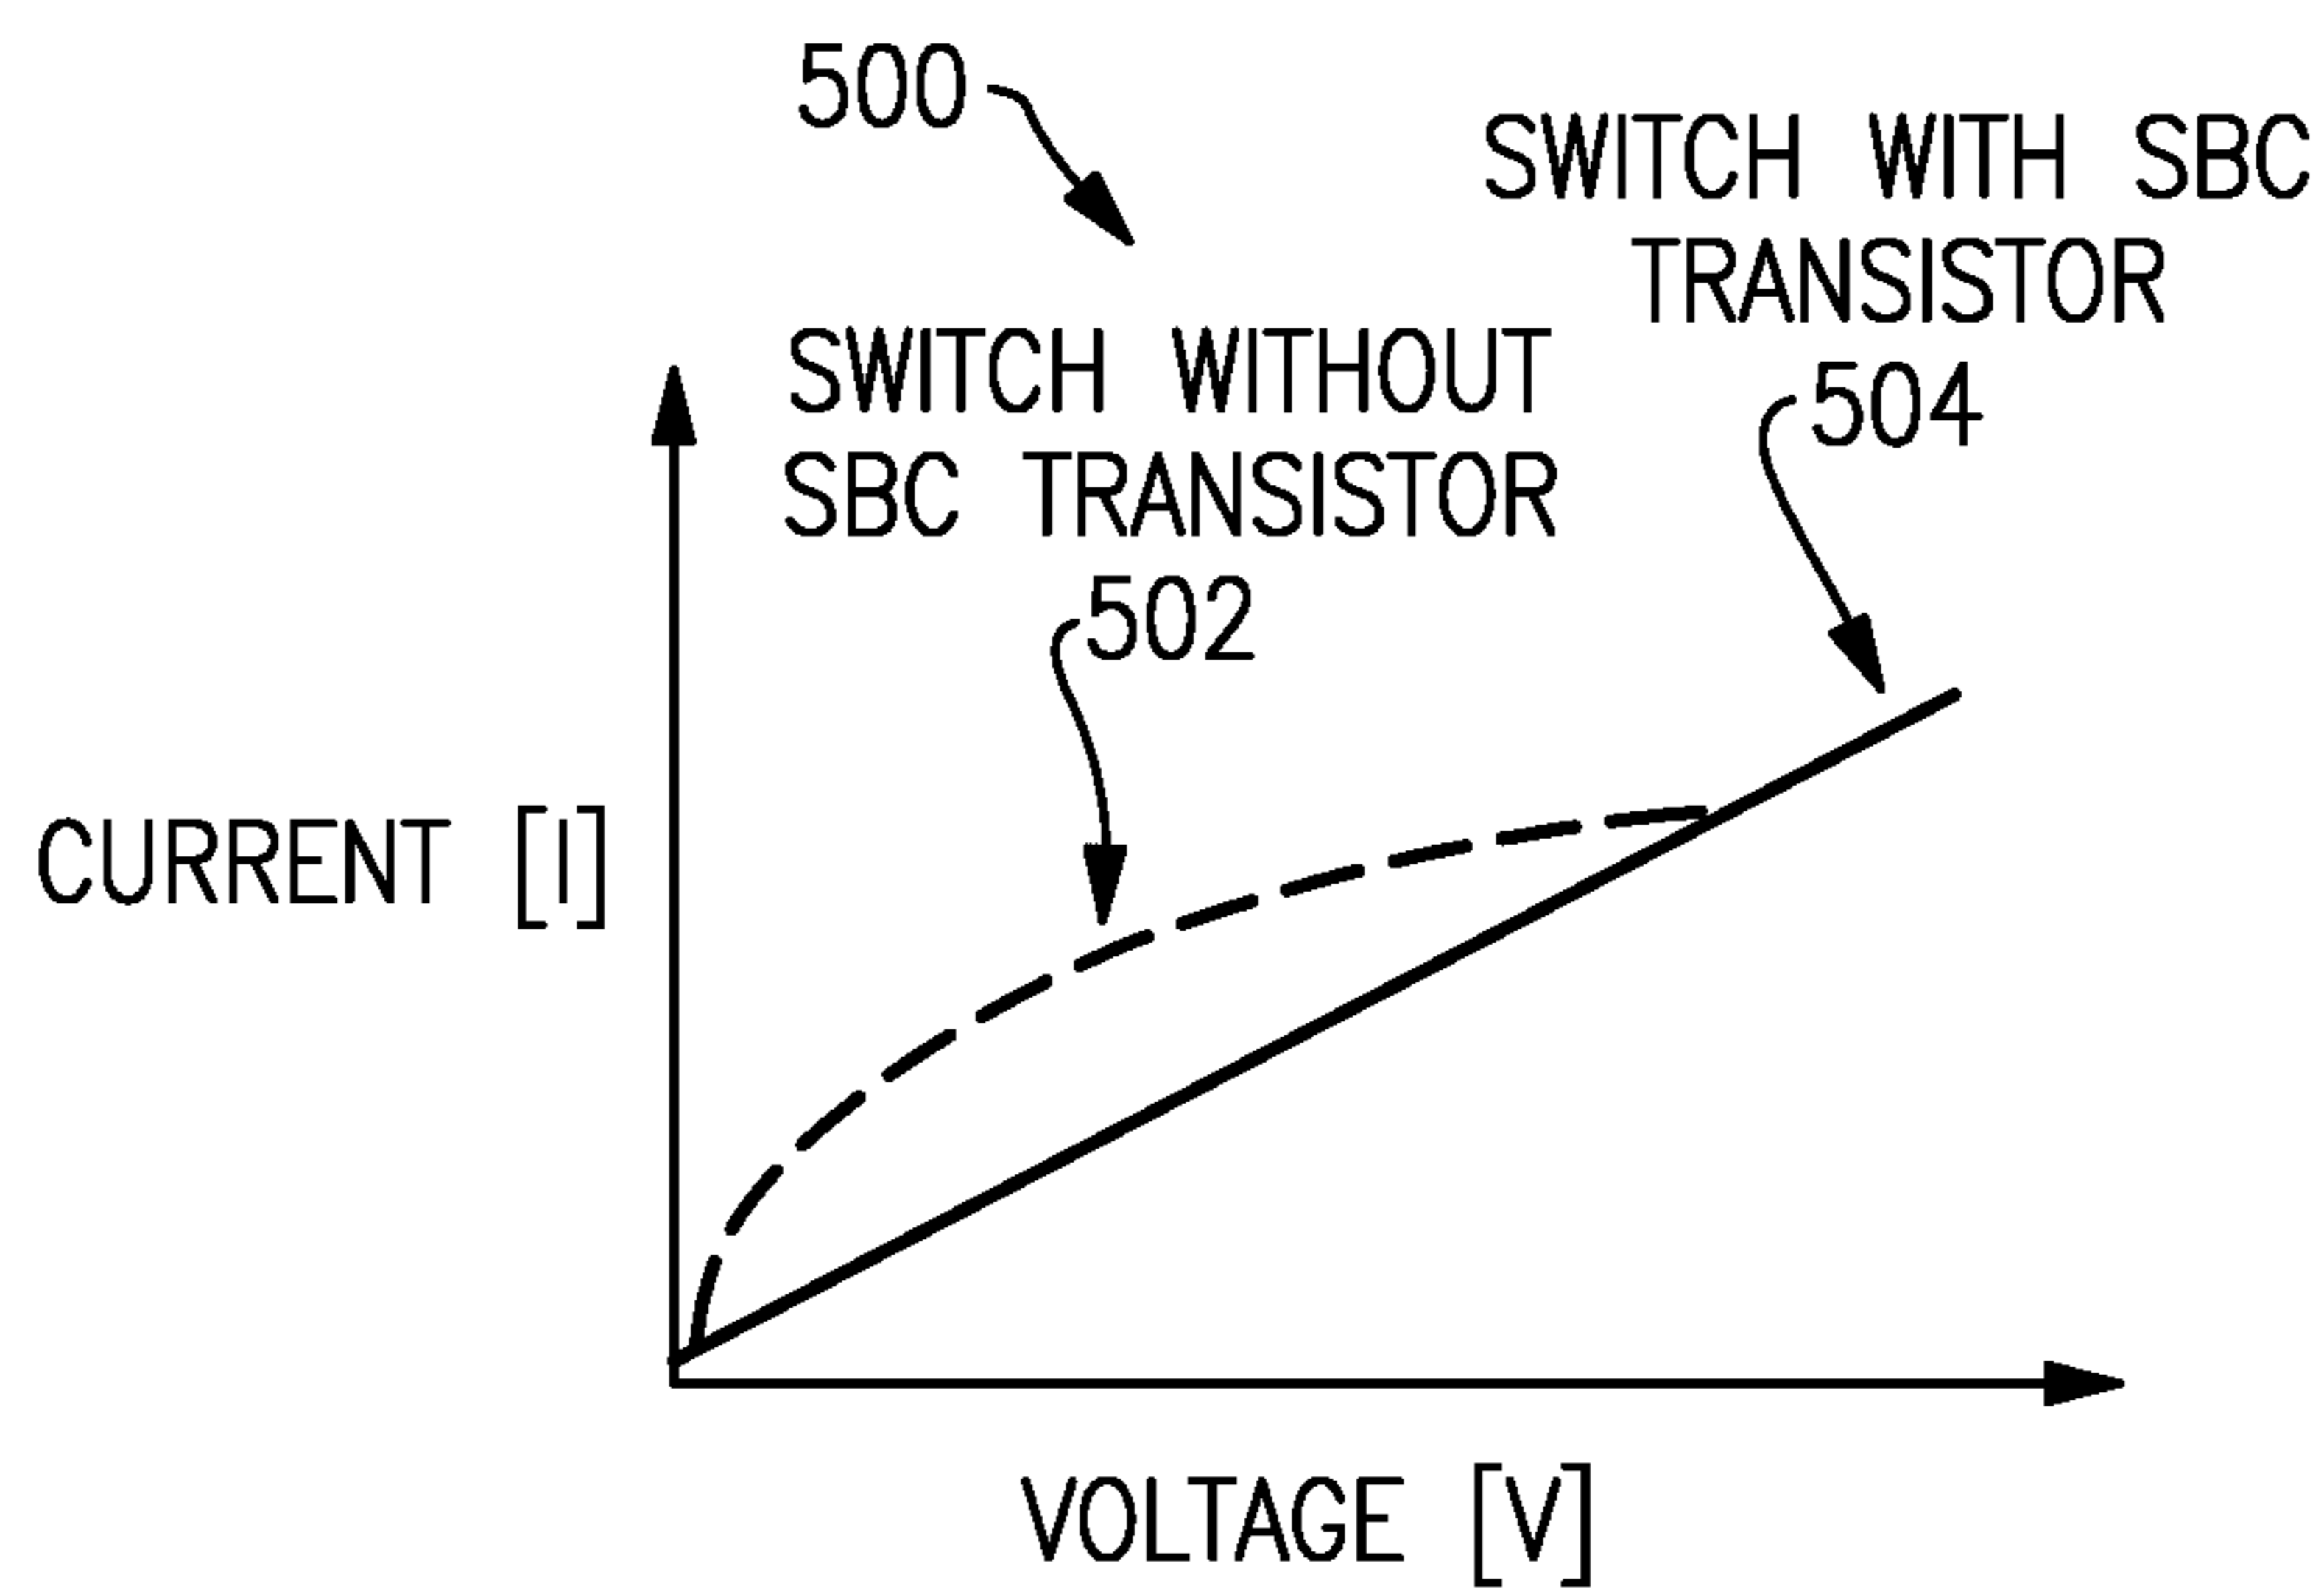 500
SWITCH WITH SBC
TRANSISTOR
504
SWITCH WITHOUT
SBC TRANSISTOR
502
CURRENT [I]
VOLTAGE [V]